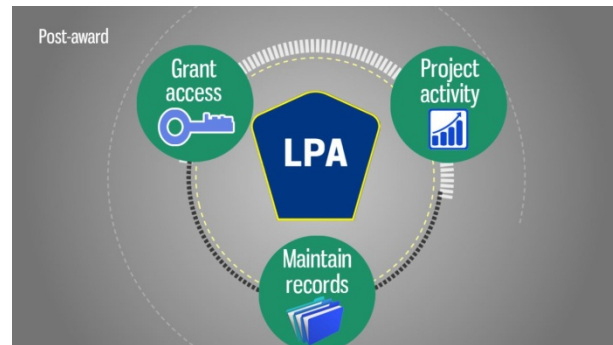 Post-award
Grant
access
Project
activity
LPA
Maintain
records